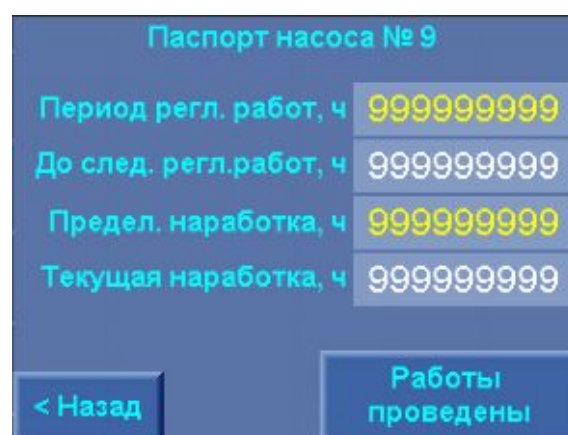 Паспорт насоса № 9
Период регл. работ, ч 999999999
До след. регл.работ, ч 999999999
Предел. наработка, ч 999999999
Текущая наработка, ч 999999999
< Назад
Работы
проведены